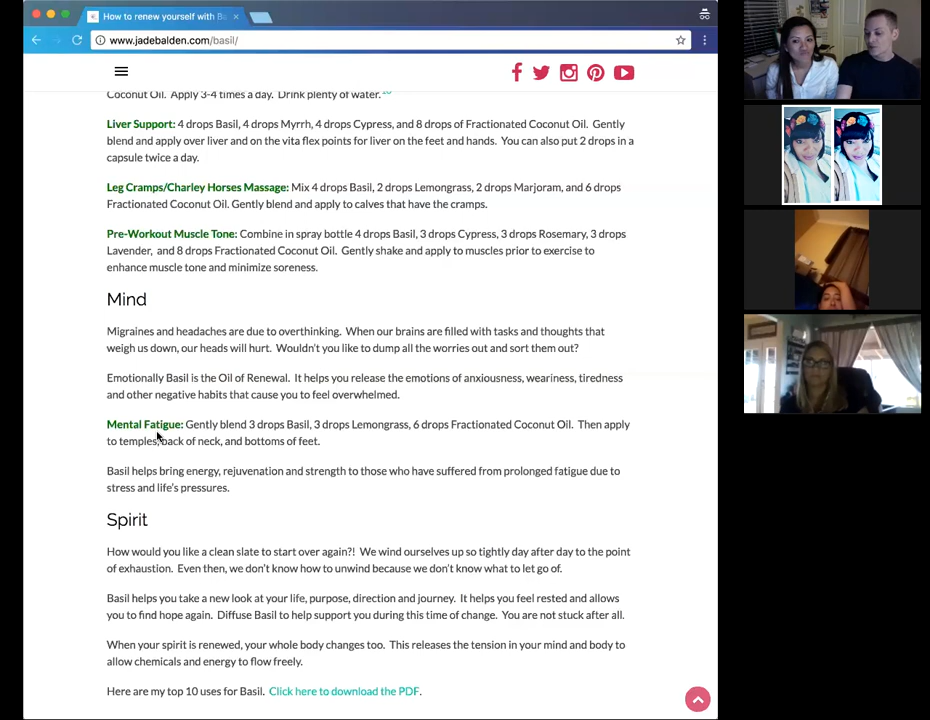 How to renew yourself with Ba
www.jadebalden.com/basil/
Coconut Oil. Apply 3-4 times a day. Drink plenty of water.
Liver Support: 4 drops Basil, 4 drops Myrrh, 4 drops Cypress, and 8 drops of Fractionated Coconut Oil. Gently
blend and apply over liver and on the vita flex points for liver on the feet and hands. You can also put 2 drops in a
capsule twice a day.
Leg Cramps/Charley Horses Massage: Mix 4 drops Basil, 2 drops Lemongrass, 2 drops Marjoram, and 6 drops
Fractionated Coconut Oil. Gently blend and apply to calves that have the cramps.
Pre-Workout Muscle Tone: Combine in spray bottle 4 drops Basil, 3 drops Cypress, 3 drops Rosemary, 3 drops
Lavender, and 8 drops Fractionated Coconut Oil. Gently shake and apply to muscles prior to exercise to
enhance muscle tone and minimize soreness.
Mind
Migraines and headaches are due to overthinking. When our brains are filled with tasks and thoughts that
weigh us down, our heads will hurt. Wouldn't you like to dump all the worries out and sort them out?
Emotionally Basil is the Oil of Renewal. It helps you release the emotions of anxiousness, weariness, tiredness
and other negative habits that cause you to feel overwhelmed.
Mental Fatigue: Gently blend 3 drops Basil, 3 drops Lemongrass, 6 drops Fractionated Coconut Oil. Then apply
to temples, back of neck, and bottoms of feet.
Basil helps bring energy, rejuvenation and strength to those who have suffered from prolonged fatigue due to
stress and life's pressures.
Spirit
How would you like a clean slate to start over again?! We wind ourselves up so tightly day after day to the point
of exhaustion. Even then, we don't know how to unwind because we don't know what to let go of.
Basil helps you take a new look at your life, purpose, direction and journey. It helps you feel rested and allows
you to find hope again. Diffuse Basil to help support you during this time of change. You are not stuck after all.
When your spirit is renewed, your whole body changes too. This releases the tension in your mind and body to
allow chemicals and energy to flow freely.
Here are my top 10 uses for Basil. Click here to download the PDF.